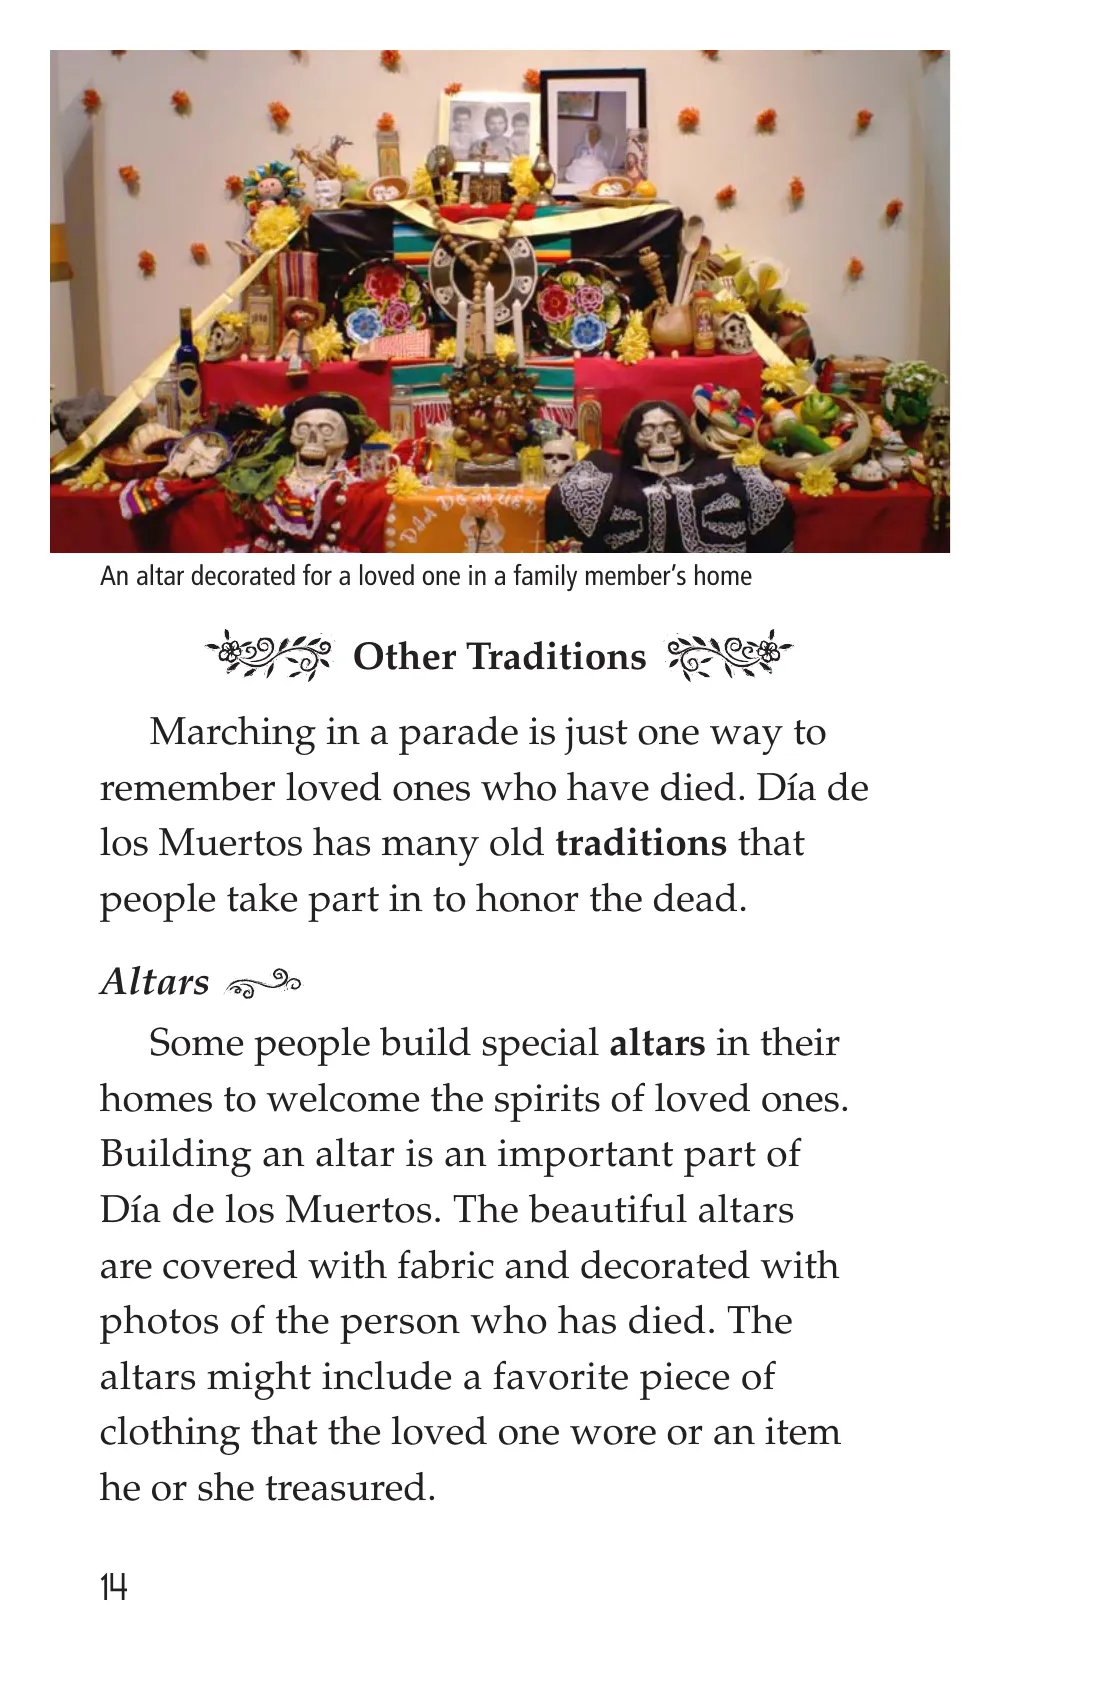 DIA DE MUER
An altar decorated for a loved one in a family member’s home
Other Traditions
Marching in a parade is just one way to
remember loved ones who have died. Día de
los Muertos has many old traditions that
people take part in to honor the dead.
Altars
Some people build special altars in their
homes to welcome the spirits of loved ones.
Building an altar is an important part of
Día de los Muertos. The beautiful altars
are covered with fabric and decorated with
photos of the person who has died. The
altars might include a favorite piece of
clothing that the loved one wore or an item
he or she treasured.
14